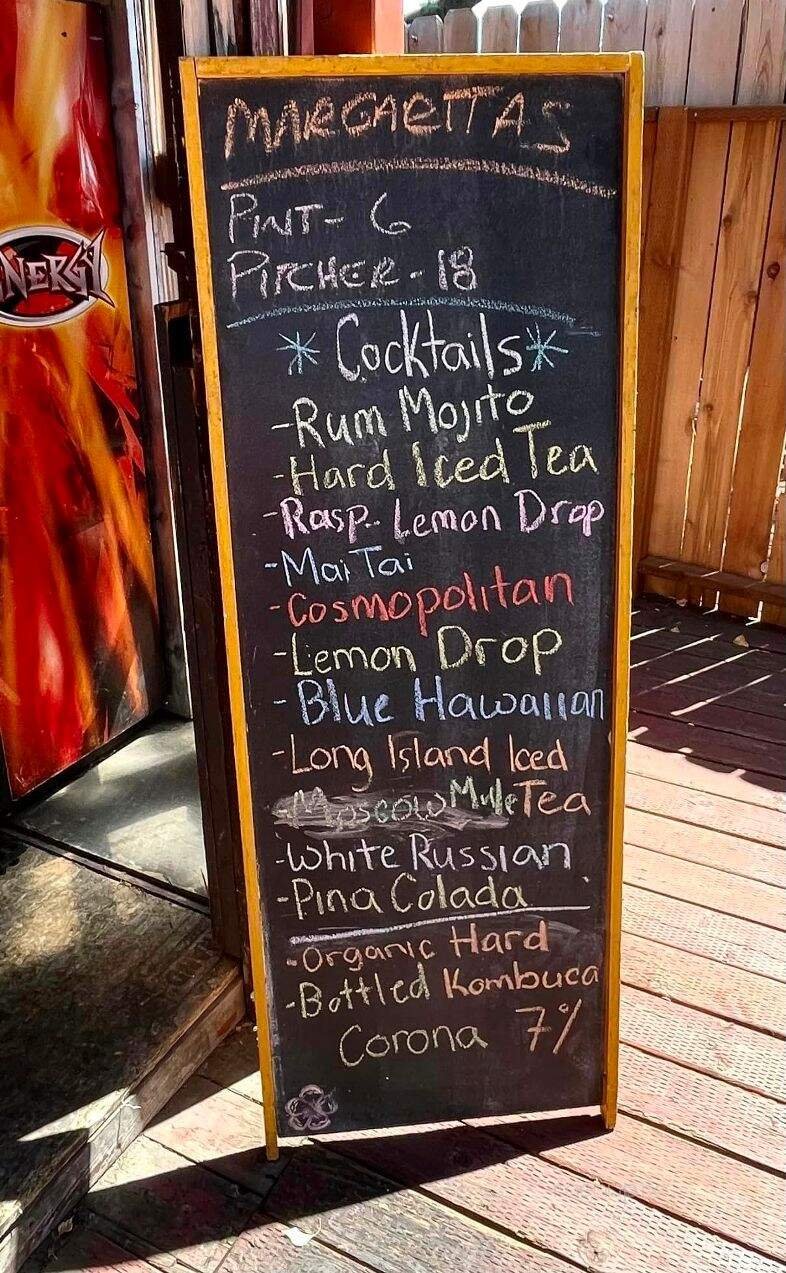 NERGY
MARGARITAS
PINT- 6
PITCHER- 18
*Cocktails*
-Rum Mojito
-Hard Iced Tea
-Rasp. Lemon Drop
-Mai Tai
-Cosmopolitan
-Lemon Drop
-Blue Hawaiian
-Long Island Iced
-Moscow Mule Tea
-White Russian
-Pina Colada
-Organic Hard
-Bottled Kombuca
Corona 7%